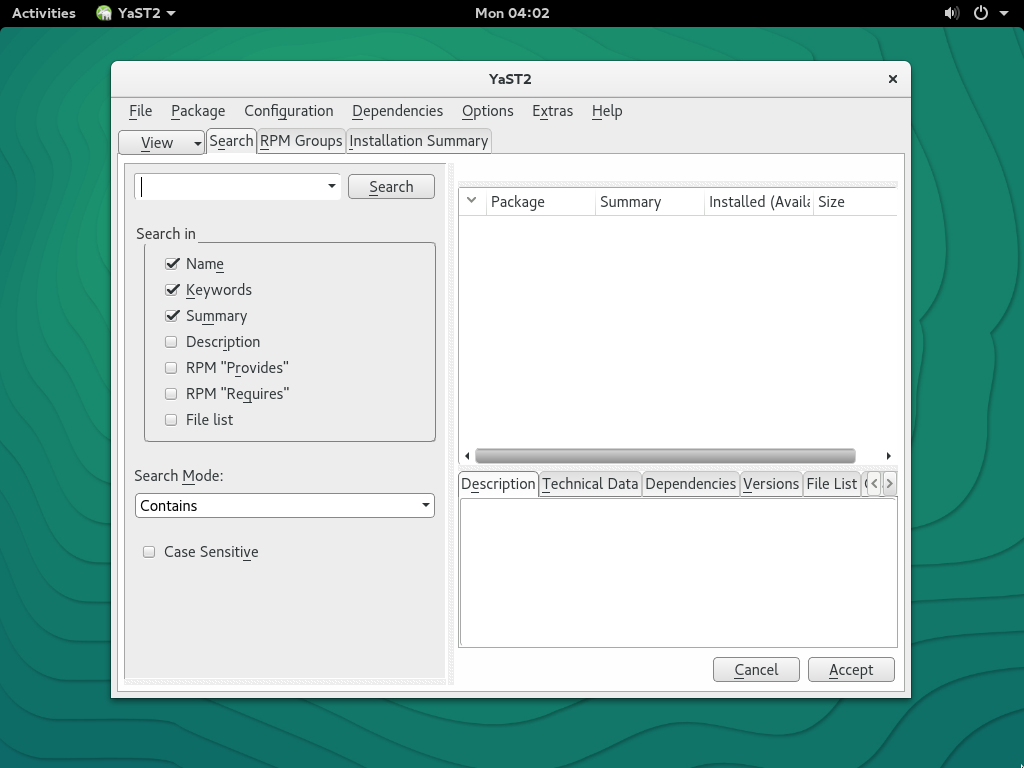 Activities YaST2 Mon 04:02
YaST2
File Package Configuration Dependencies Options Extras Help
View Search RPM Groups Installation Summary
Search
Package Summary Installed (Availa Size
Search in
Name
Keywords
Summary
Description
RPM "Provides"
RPM "Requires"
File list
Search Mode:
Contains
Case Sensitive
Description Technical Data Dependencies Versions File List
Cancel Accept